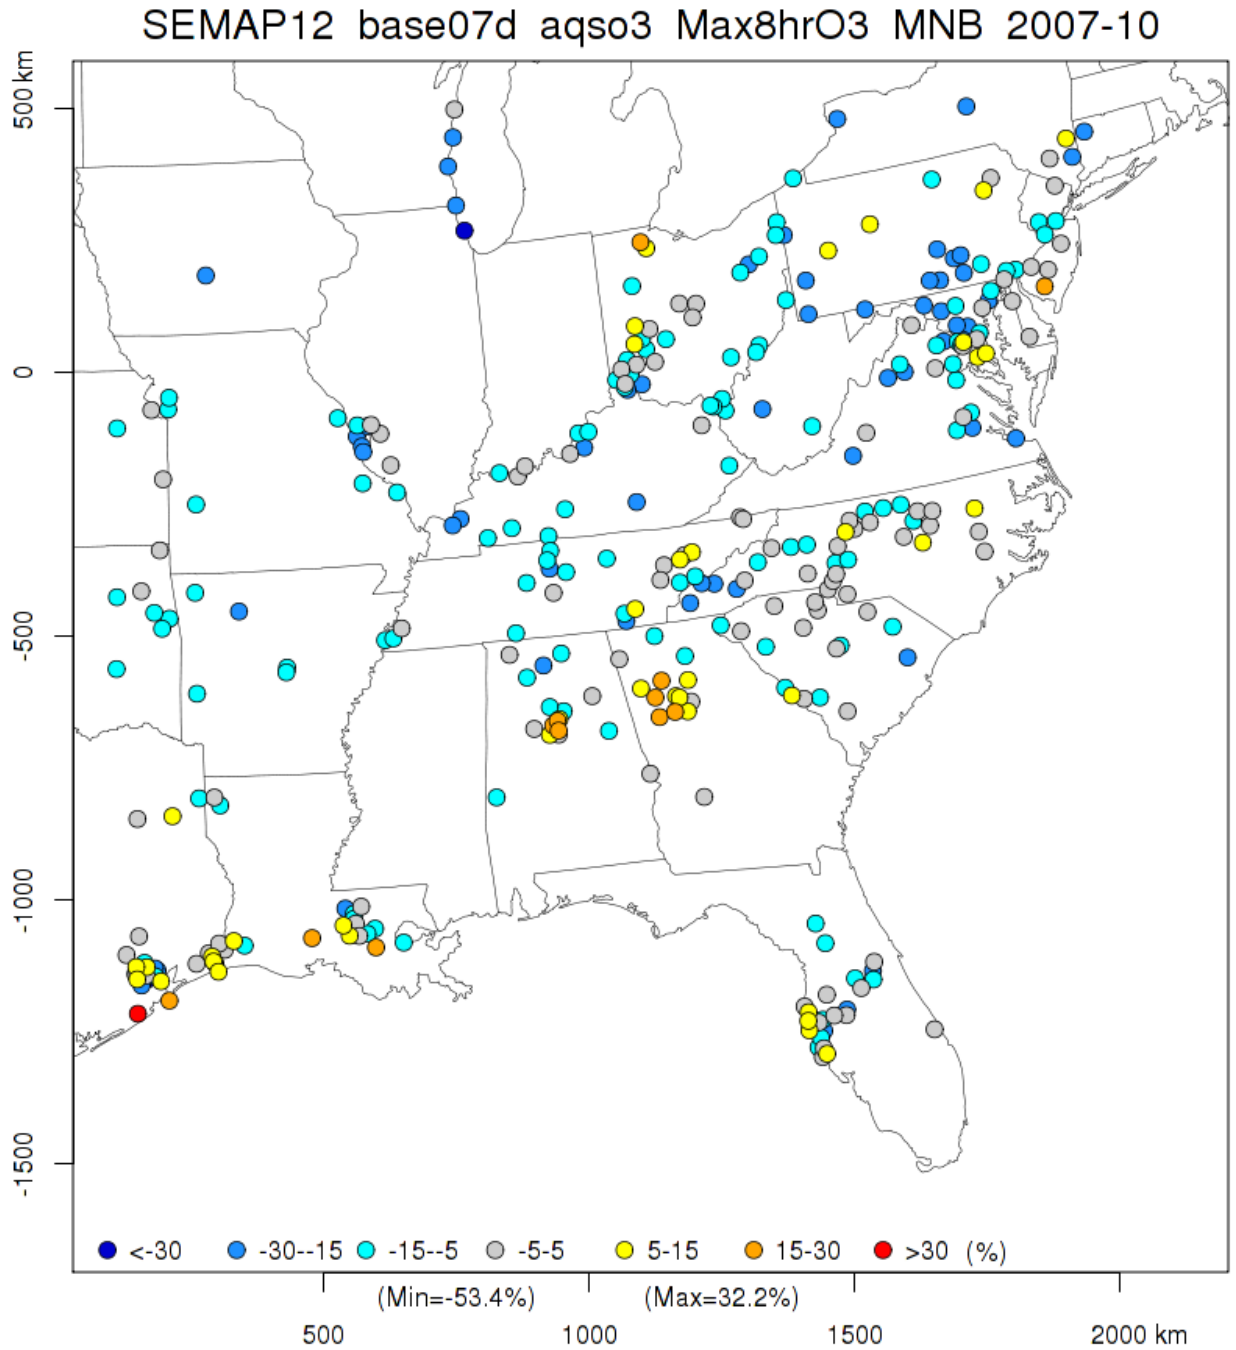 SEMAP12 base07d aqso3 Max8hrO3 MNB 2007-10
500 km
0
-500
-1000
-1500
<-30 -30--15 -15--5 -5-5 5-15 15-30 >30 (%)
(Min=-53.4%) (Max=32.2%)
500 1000 1500 2000 km